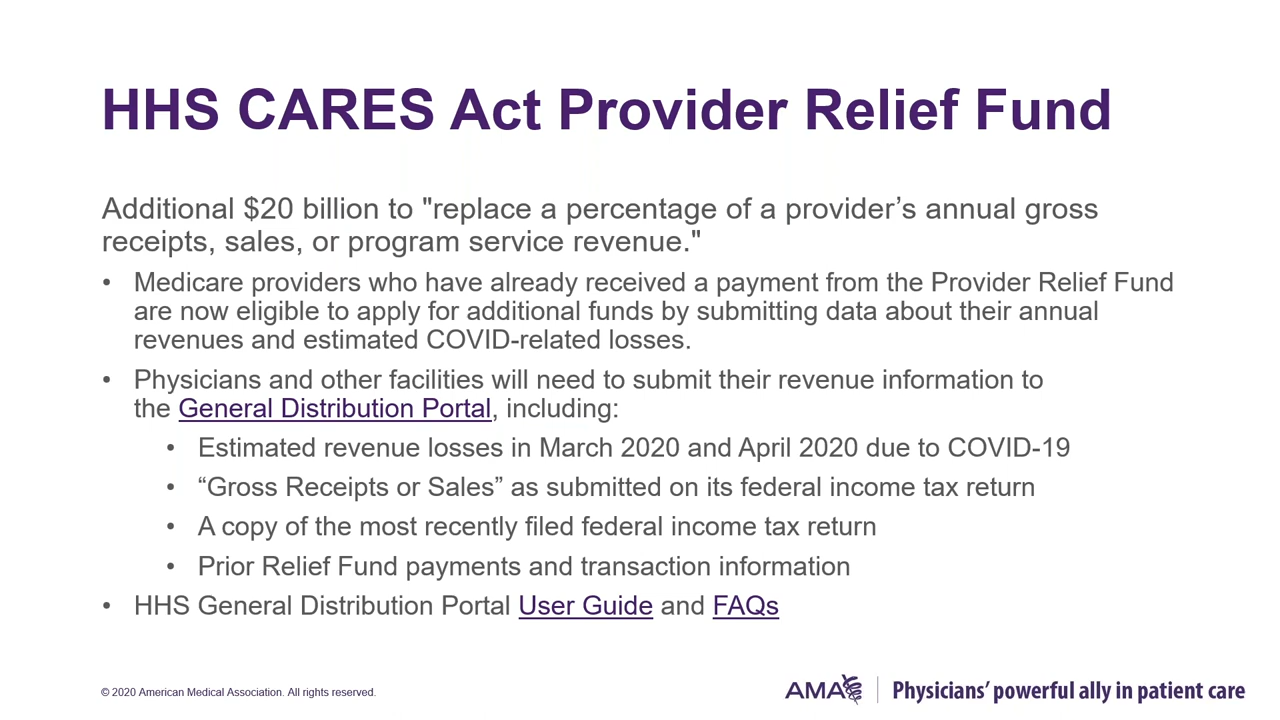 HHS CARES Act Provider Relief Fund
Additional $20 billion to "replace a percentage of a provider’s annual gross
receipts, sales, or program service revenue."
• Medicare providers who have already received a payment from the Provider Relief Fund
are now eligible to apply for additional funds by submitting data about their annual
revenues and estimated COVID-related losses.
• Physicians and other facilities will need to submit their revenue information to
the General Distribution Portal, including:
• Estimated revenue losses in March 2020 and April 2020 due to COVID-19
• “Gross Receipts or Sales” as submitted on its federal income tax return
• A copy of the most recently filed federal income tax return
• Prior Relief Fund payments and transaction information
• HHS General Distribution Portal User Guide and FAQs
© 2020 American Medical Association. All rights reserved.
AMA | Physicians’ powerful ally in patient care